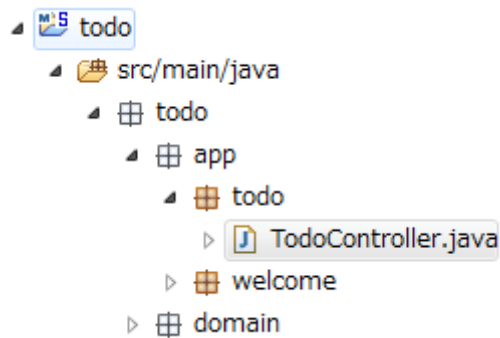 todo
src/main/java
todo
app
todo
TodoController.java
welcome
domain